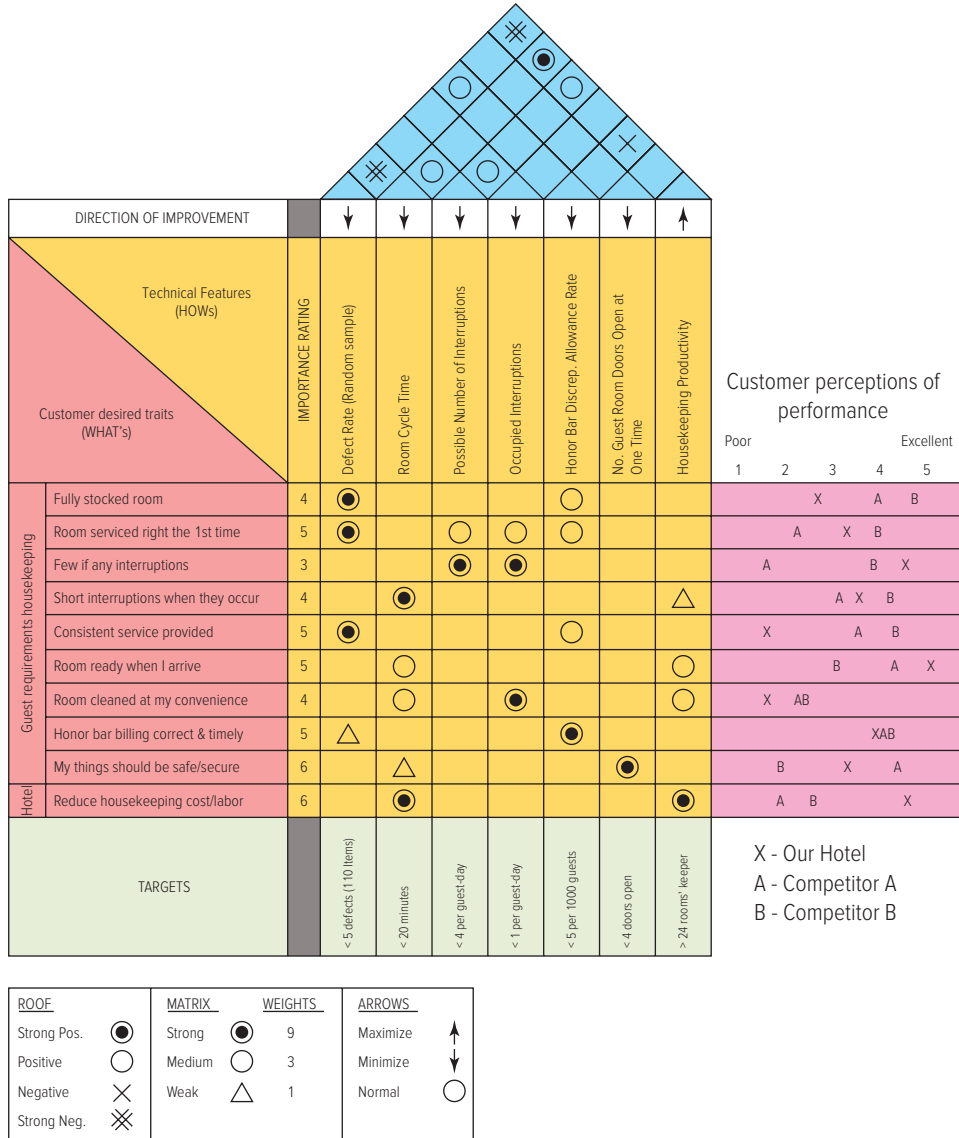 DIRECTION OF IMPROVEMENT
Technical Features
(HOWs)
Customer desired traits
(WHAT's)
IMPORTANCE RATING
Defect Rate (Random sample)
Room Cycle Time
Possible Number of Interruptions
Occupied Interruptions
Honor Bar Discrep. Allowance Rate
No. Guest Room Doors Open at
One Time
Housekeeping Productivity
Customer perceptions of
performance
Poor Excellent
1 2 3 4 5
Guest requirements housekeeping
Fully stocked room 4 X A B
Room serviced right the 1st time 5 A X B
Few if any interruptions 3 A B X
Short interruptions when they occur 4 A X B
Consistent service provided 5 X A B
Room ready when I arrive 5 B A X
Room cleaned at my convenience 4 X AB
Honor bar billing correct & timely 5 XAB
My things should be safe/secure 6 B X A
Hotel
Reduce housekeeping cost/labor 6 A B X
TARGETS
< 5 defects (110 Items)
< 20 minutes
< 4 per guest-day
< 1 per guest-day
< 5 per 1000 guests
< 4 doors open
> 24 rooms' keeper
X - Our Hotel
A - Competitor A
B - Competitor B
ROOF
Strong Pos.
Positive
Negative
Strong Neg.
MATRIX WEIGHTS
Strong 9
Medium 3
Weak 1
ARROWS
Maximize
Minimize
Normal